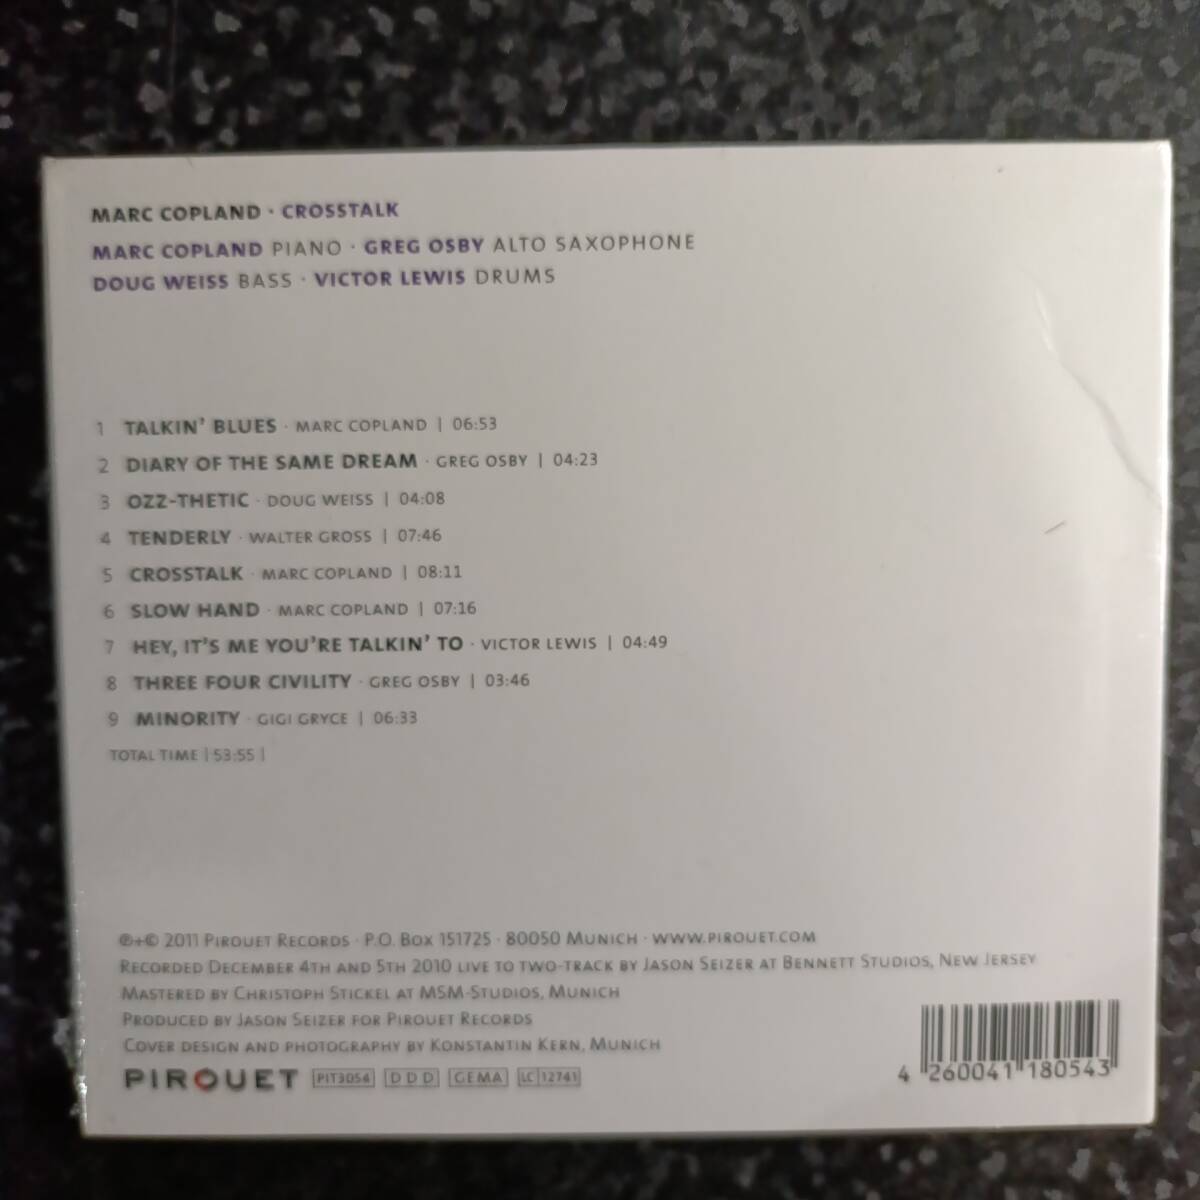 MARC COPLAND · CROSSTALK
MARC COPLAND PIANO · GREG OSBY ALTO SAXOPHONE
DOUG WEISS BASS · VICTOR LEWIS DRUMS
1 TALKIN' BLUES · MARC COPLAND | 06:53
2 DIARY OF THE SAME DREAM · GREG OSBY | 04:23
3 OZZ-THETIC · DOUG WEISS | 04:08
4 TENDERLY · WALTER GROSS | 07:46
5 CROSSTALK · MARC COPLAND | 08:11
6 SLOW HAND · MARC COPLAND | 07:16
7 HEY, IT'S ME YOU'RE TALKIN' TO · VICTOR LEWIS | 04:49
8 THREE FOUR CIVILITY · GREG OSBY | 03:46
9 MINORITY · GIGI GRYCE | 06:33
TOTAL TIME | 53:55 |
℗+© 2011 PIROUET RECORDS · P.O. BOX 151725 · 80050 MUNICH · WWW.PIROUET.COM
RECORDED DECEMBER 4TH AND 5TH 2010 LIVE TO TWO-TRACK BY JASON SEIZER AT BENNETT STUDIOS, NEW JERSEY
MASTERED BY CHRISTOPH STICKEL AT MSM-STUDIOS, MUNICH
PRODUCED BY JASON SEIZER FOR PIROUET RECORDS
COVER DESIGN AND PHOTOGRAPHY BY KONSTANTIN KERN, MUNICH
PIROUET PIT3054 DDD GEMA LC 12741
4 260041 180543